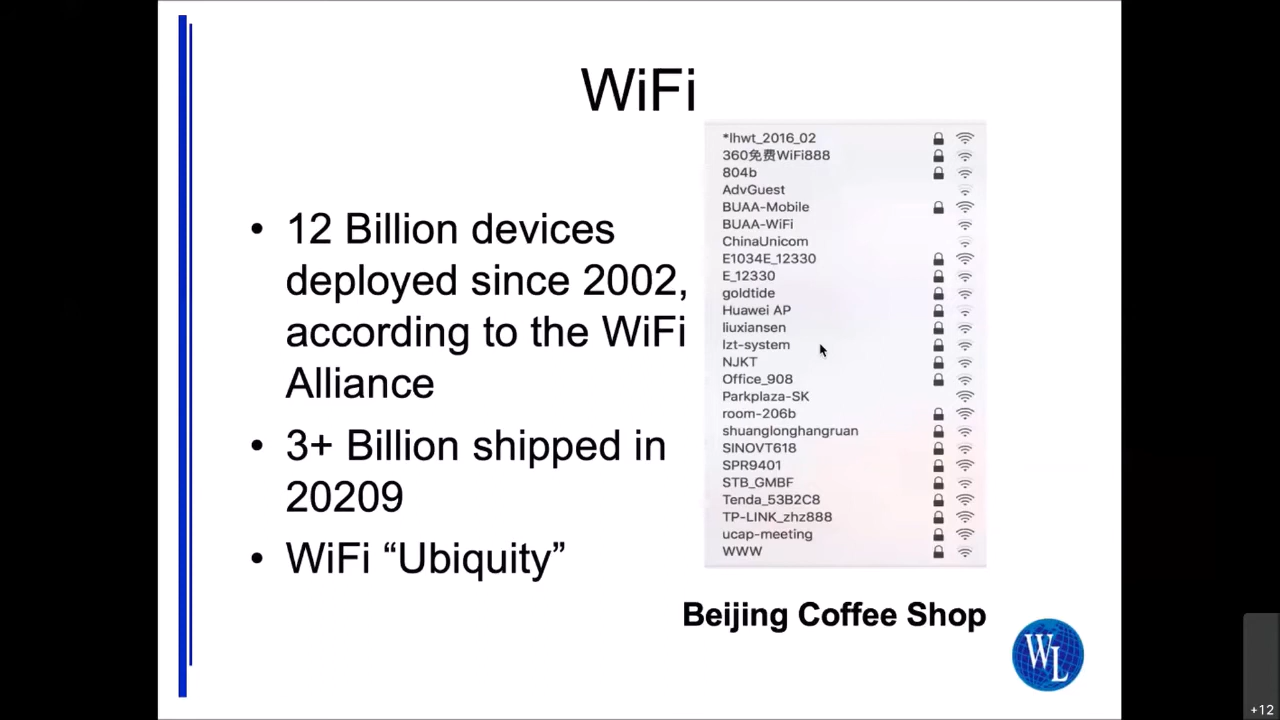 WiFi
• 12 Billion devices
deployed since 2002,
according to the WiFi
Alliance
• 3+ Billion shipped in
20209
• WiFi “Ubiquity”
*lhwt_2016_02
360免费WiFi888
804b
AdvGuest
BUAA-Mobile
BUAA-WiFi
ChinaUnicom
E1034E_12330
E_12330
goldtide
Huawei AP
liuxiansen
lzt-system
NJKT
Office_908
Parkplaza-SK
room-206b
shuanglonghangruan
SINOVT618
SPR9401
STB_GMBF
Tenda_53B2C8
TP-LINK_zhz888
ucap-meeting
WWW
Beijing Coffee Shop
WL
+12